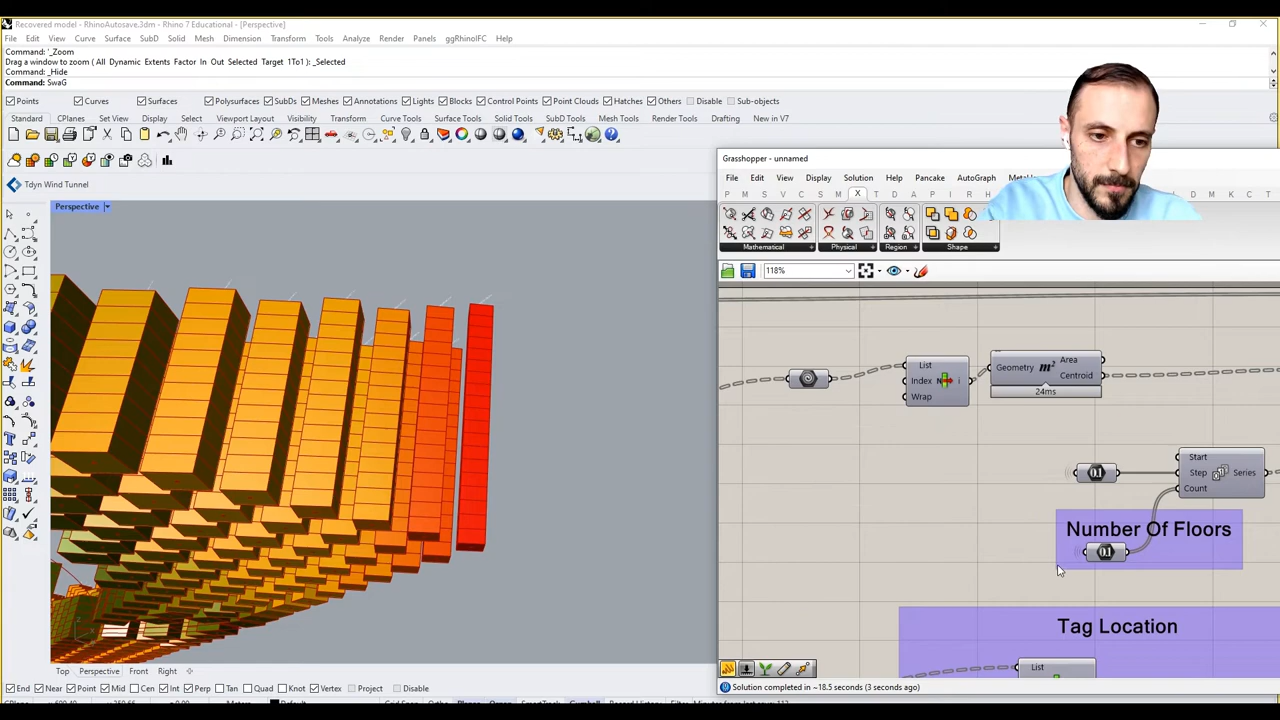 Recovered model - RhinoAutosave.3dm - Rhino 7 Educational - [Perspective]
File Edit View Curve Surface SubD Solid Mesh Dimension Transform Tools Analyze Render Panels ggRhinoIFC Help
Command: '_Zoom
Drag a window to zoom ( All Dynamic Extents Factor In Out Selected Target 1To1 ): _Selected
Command: _Hide
Command: SwaG
Points Curves Surfaces Polysurfaces SubDs Meshes Annotations Lights Blocks Control Points Point Clouds Hatches Others Disable Sub-objects
Standard CPlanes Set View Display Select Viewport Layout Visibility Transform Curve Tools Surface Tools Solid Tools SubD Tools Mesh Tools Render Tools Drafting New in V7
Tdyn Wind Tunnel
Perspective
Grasshopper - unnamed
File Edit View Display Solution Help Pancake AutoGraph
P M S V C S M D X T D A P
Mathematical Physical Region Shape
118%
List
Index
Wrap
N
i
Geometry
m²
Area
Centroid
24ms
Start
Step
Count
Series
0.1
Number Of Floors
0.1
Tag Location
List
Solution completed in ~18.5 seconds (3 seconds ago)
Top Perspective Front Right
End Near Point Mid Cen Int Perp Tan Quad Knot Vertex Project Disable